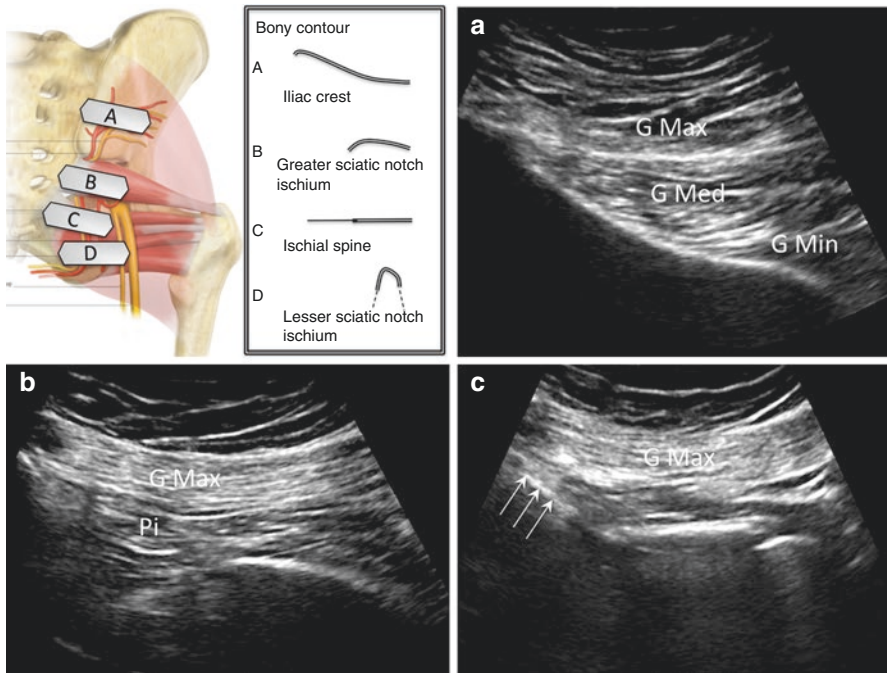 A
B
C
D
Bony contour
A
Iliac crest
B
Greater sciatic notch
ischium
C
Ischial spine
D
Lesser sciatic notch
ischium
a
G Max
G Med
G Min
b
G Max
Pi
c
G Max